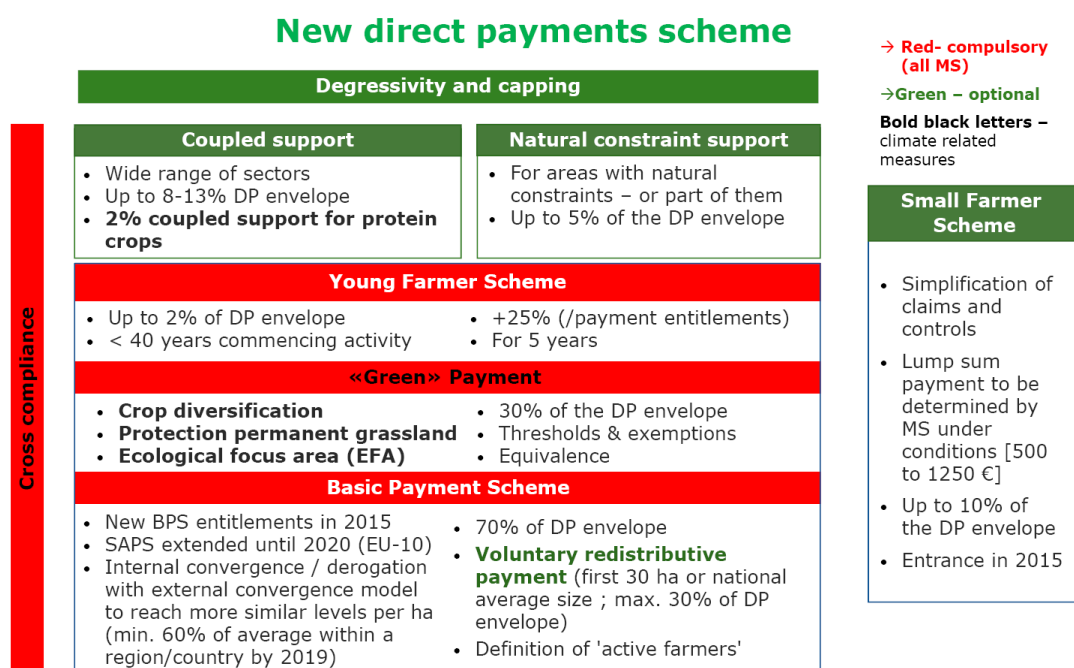 New direct payments scheme
→ Red- compulsory
(all MS)
→Green – optional
Bold black letters –
climate related
measures
Degressivity and capping
Cross compliance
Coupled support
• Wide range of sectors
• Up to 8-13% DP envelope
• 2% coupled support for protein
crops
Natural constraint support
• For areas with natural
constraints – or part of them
• Up to 5% of the DP envelope
Young Farmer Scheme
• Up to 2% of DP envelope
• < 40 years commencing activity
• +25% (/payment entitlements)
• For 5 years
«Green» Payment
• Crop diversification
• Protection permanent grassland
• Ecological focus area (EFA)
• 30% of the DP envelope
• Thresholds & exemptions
• Equivalence
Basic Payment Scheme
• New BPS entitlements in 2015
• SAPS extended until 2020 (EU-10)
• Internal convergence / derogation
with external convergence model
to reach more similar levels per ha
(min. 60% of average within a
region/country by 2019)
• 70% of DP envelope
• Voluntary redistributive
payment (first 30 ha or national
average size ; max. 30% of DP
envelope)
• Definition of 'active farmers'
Small Farmer
Scheme
• Simplification of
claims and
controls
• Lump sum
payment to be
determined by
MS under
conditions [500
to 1250 €]
• Up to 10% of
the DP envelope
• Entrance in 2015